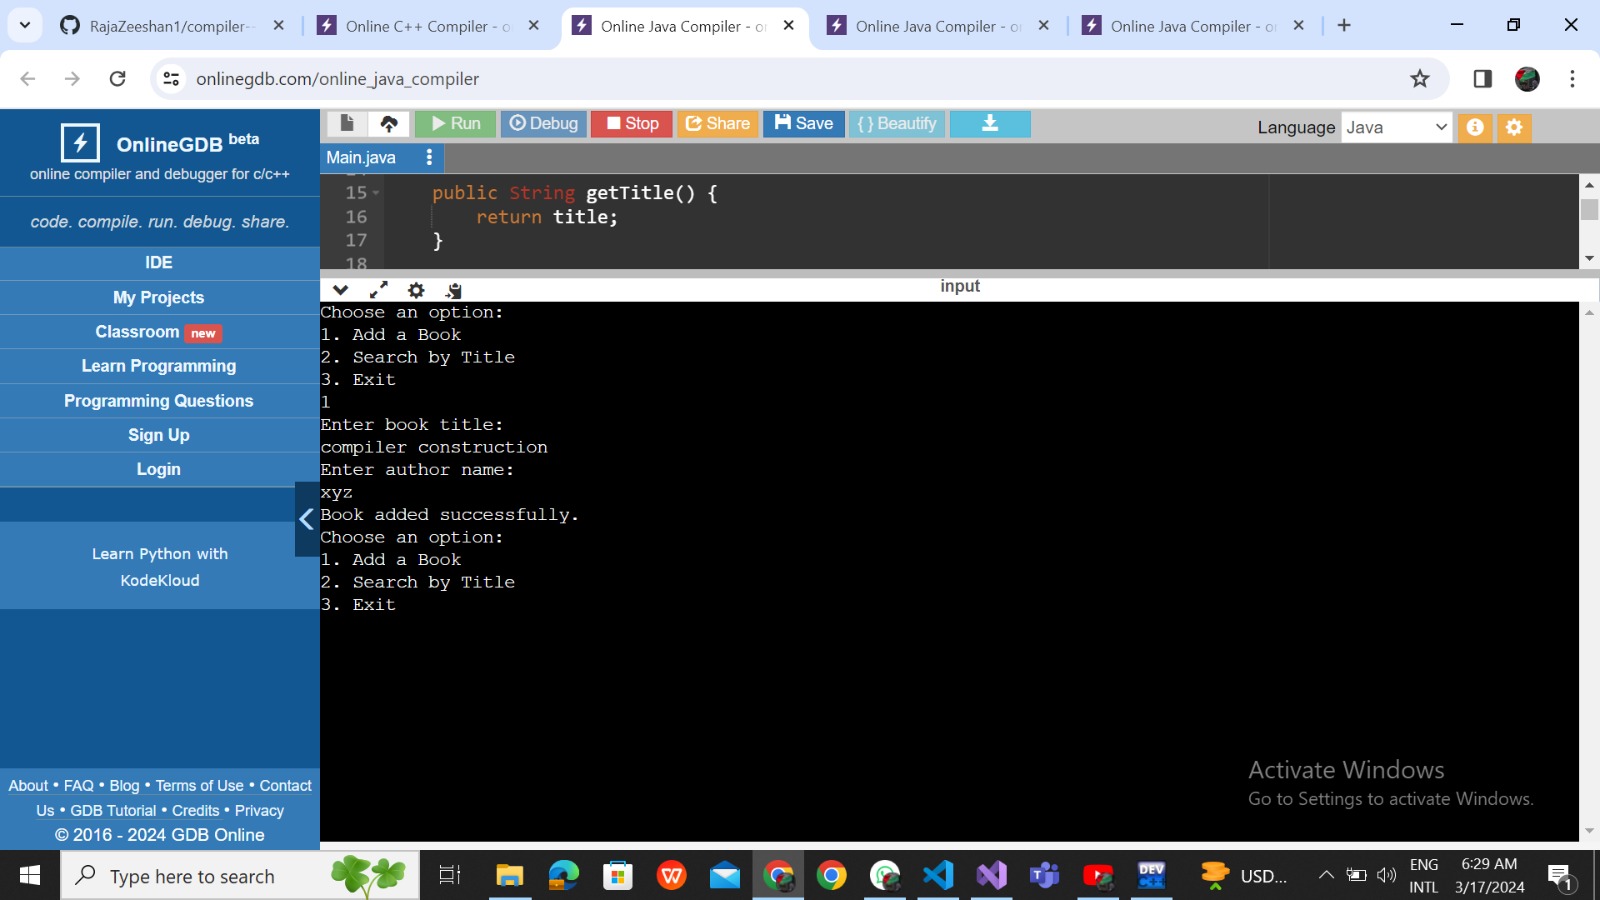 RajaZeeshan1/compiler-
Online C++ Compiler - o
Online Java Compiler - o
Online Java Compiler - o
Online Java Compiler - o
onlinegdb.com/online_java_compiler
OnlineGDB beta
online compiler and debugger for c/c++
code. compile. run. debug. share.
IDE
My Projects
Classroom new
Learn Programming
Programming Questions
Sign Up
Login
Learn Python with
KodeKloud
About • FAQ • Blog • Terms of Use • Contact
Us • GDB Tutorial • Credits • Privacy
© 2016 - 2024 GDB Online
Run Debug Stop Share Save { } Beautify
Language Java
Main.java
15 public String getTitle() {
16 return title;
17 }
18
input
Choose an option:
1. Add a Book
2. Search by Title
3. Exit
1
Enter book title:
compiler construction
Enter author name:
xyz
Book added successfully.
Choose an option:
1. Add a Book
2. Search by Title
3. Exit
Activate Windows
Go to Settings to activate Windows.
Type here to search
DEV
USD...
ENG
INTL
6:29 AM
3/17/2024
1